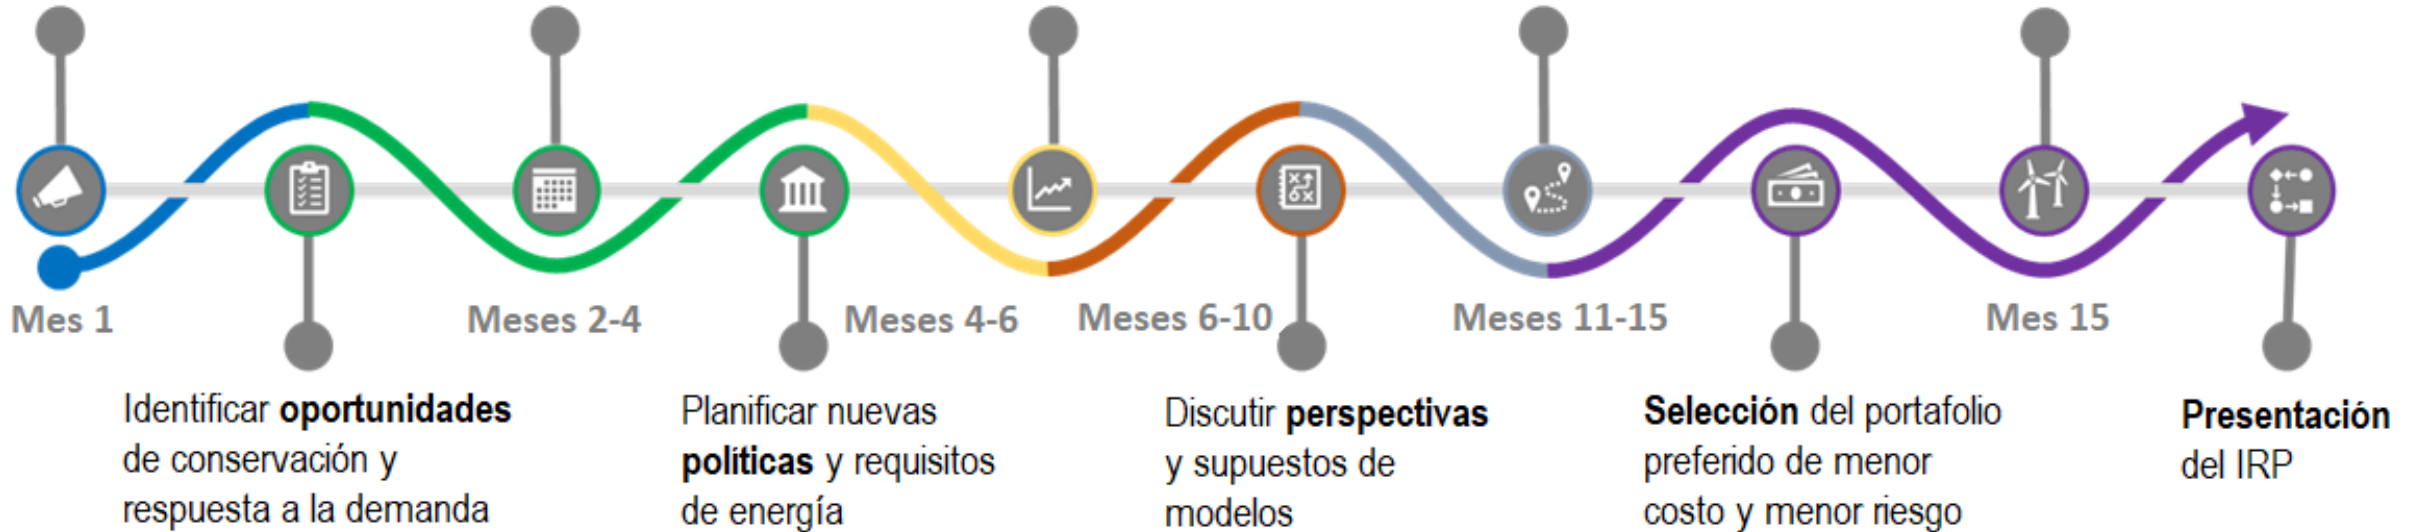 Mes 1
Meses 2-4
Meses 4-6
Meses 6-10
Meses 11-15
Mes 15
Identificar oportunidades
de conservación y
respuesta a la demanda
Planificar nuevas
políticas y requisitos
de energía
Discutir perspectivas
y supuestos de
modelos
Selección del portafolio
preferido de menor
costo y menor riesgo
Presentación
del IRP